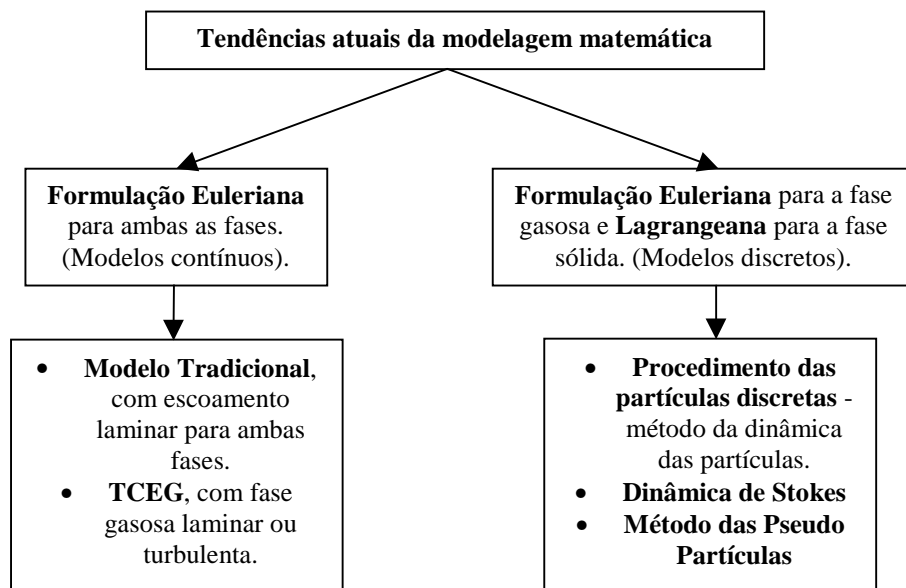 Tendências atuais da modelagem matemática
Formulação Euleriana
para ambas as fases.
(Modelos contínuos).
Formulação Euleriana para a fase
gasosa e Lagrangeana para a fase
sólida. (Modelos discretos).
• Modelo Tradicional,
com escoamento
laminar para ambas
fases.
• TCEG, com fase
gasosa laminar ou
turbulenta.
• Procedimento das
partículas discretas -
método da dinâmica
das partículas.
• Dinâmica de Stokes
• Método das Pseudo
Partículas